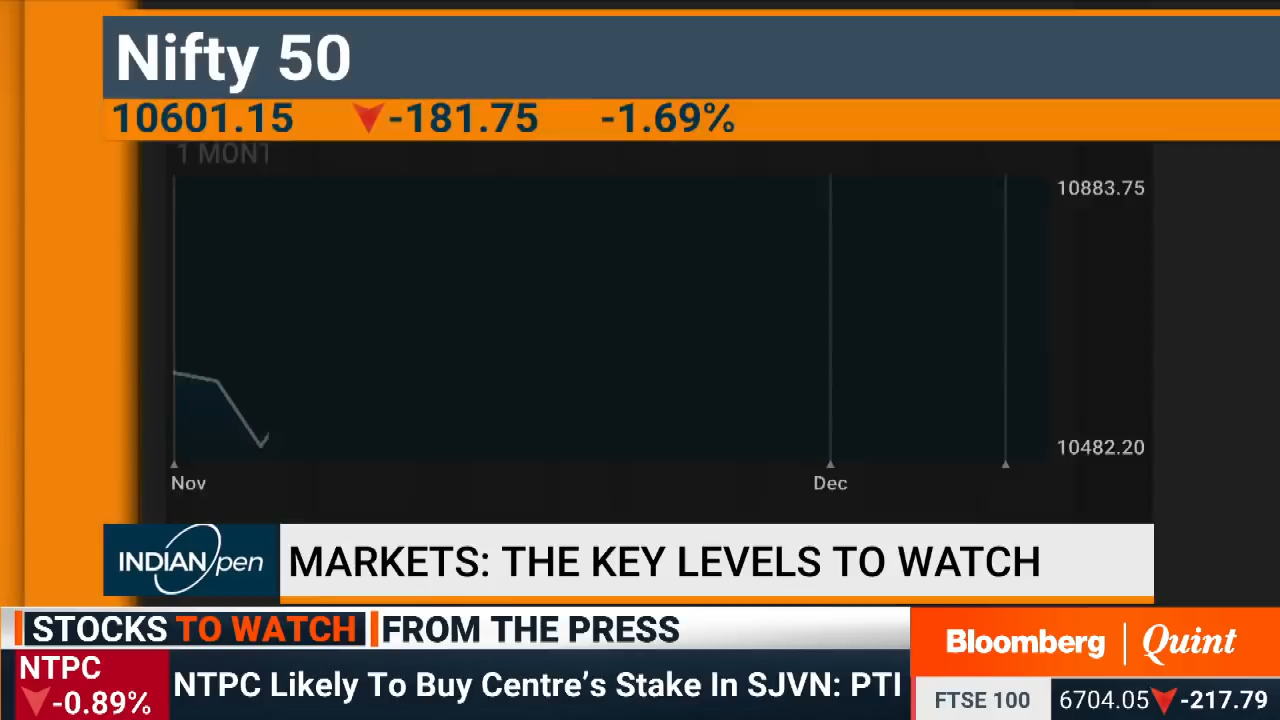 Nifty 50
10601.15 -181.75 -1.69%
1 MONT
10883.75
10482.20
Nov Dec
INDIAN Open MARKETS: THE KEY LEVELS TO WATCH
STOCKS TO WATCH FROM THE PRESS
NTPC
-0.89%
NTPC Likely To Buy Centre's Stake In SJVN: PTI
Bloomberg | Quint
FTSE 100 6704.05 -217.79